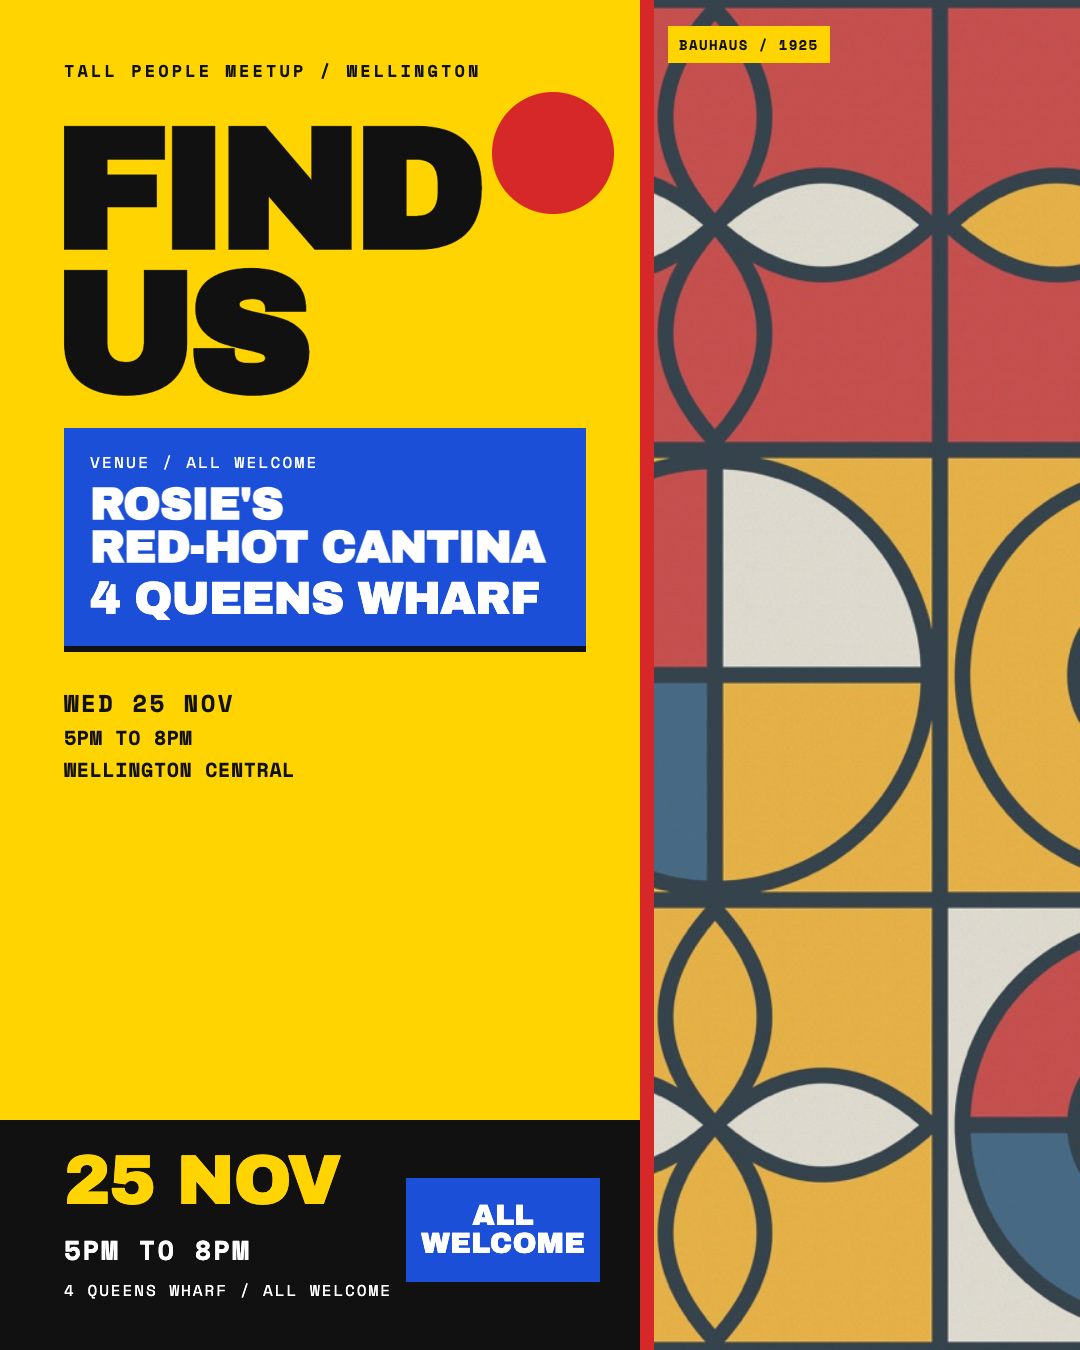 TALL PEOPLE MEETUP / WELLINGTON
BAUHAUS / 1925
FIND
US
VENUE / ALL WELCOME
ROSIE'S
RED-HOT CANTINA
4 QUEENS WHARF
WED 25 NOV
5PM TO 8PM
WELLINGTON CENTRAL
25 NOV
5PM TO 8PM
4 QUEENS WHARF / ALL WELCOME
ALL
WELCOME